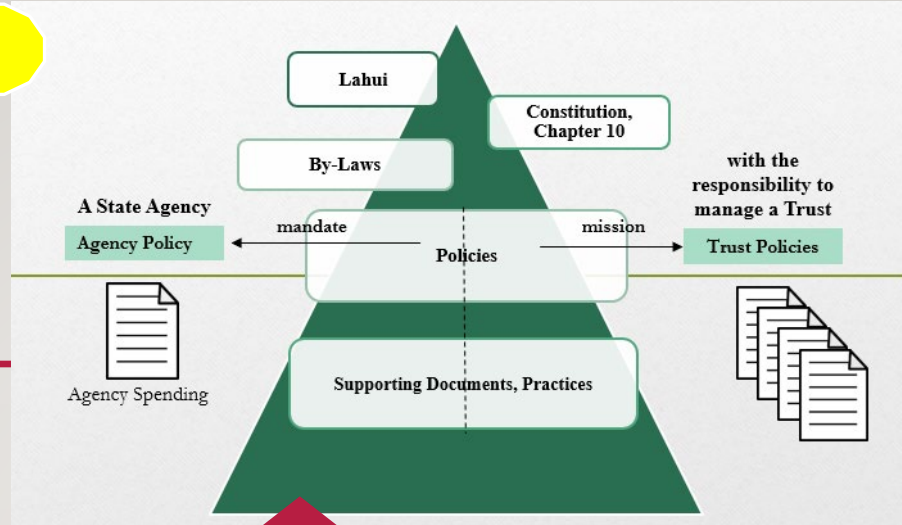 Lahui
Constitution,
Chapter 10
By-Laws
with the
responsibility to
manage a Trust
A State Agency
mandate
mission
Agency Policy
Policies
Trust Policies
Supporting Documents, Practices
Agency Spending